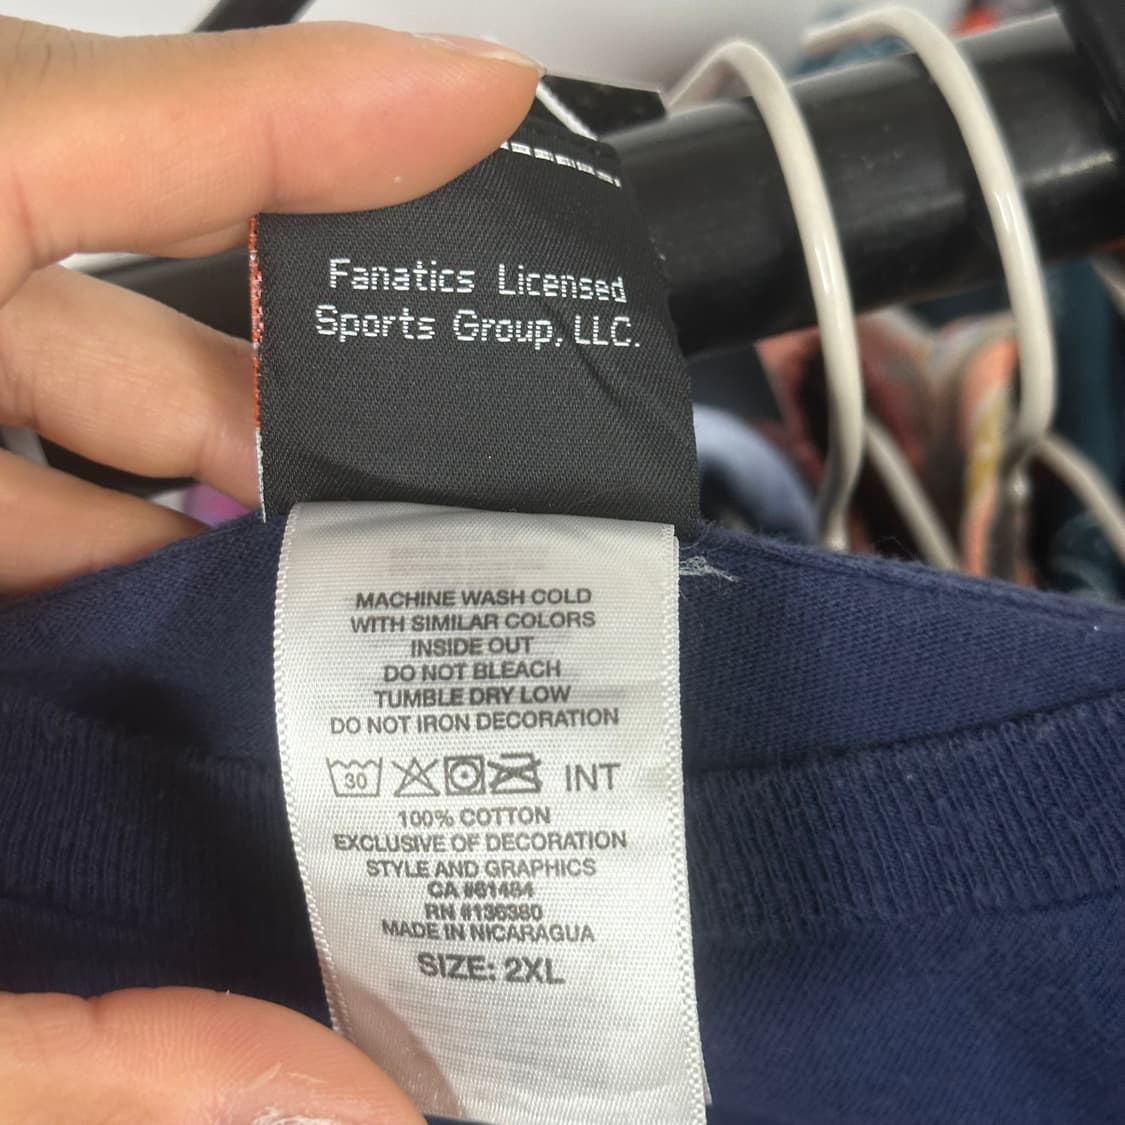 Fanatics Licensed
Sports Group, LLC.
MACHINE WASH COLD
WITH SIMILAR COLORS
INSIDE OUT
DO NOT BLEACH
TUMBLE DRY LOW
DO NOT IRON DECORATION
30 INT
100% COTTON
EXCLUSIVE OF DECORATION
STYLE AND GRAPHICS
CA #61484
RN #136380
MADE IN NICARAGUA
SIZE: 2XL